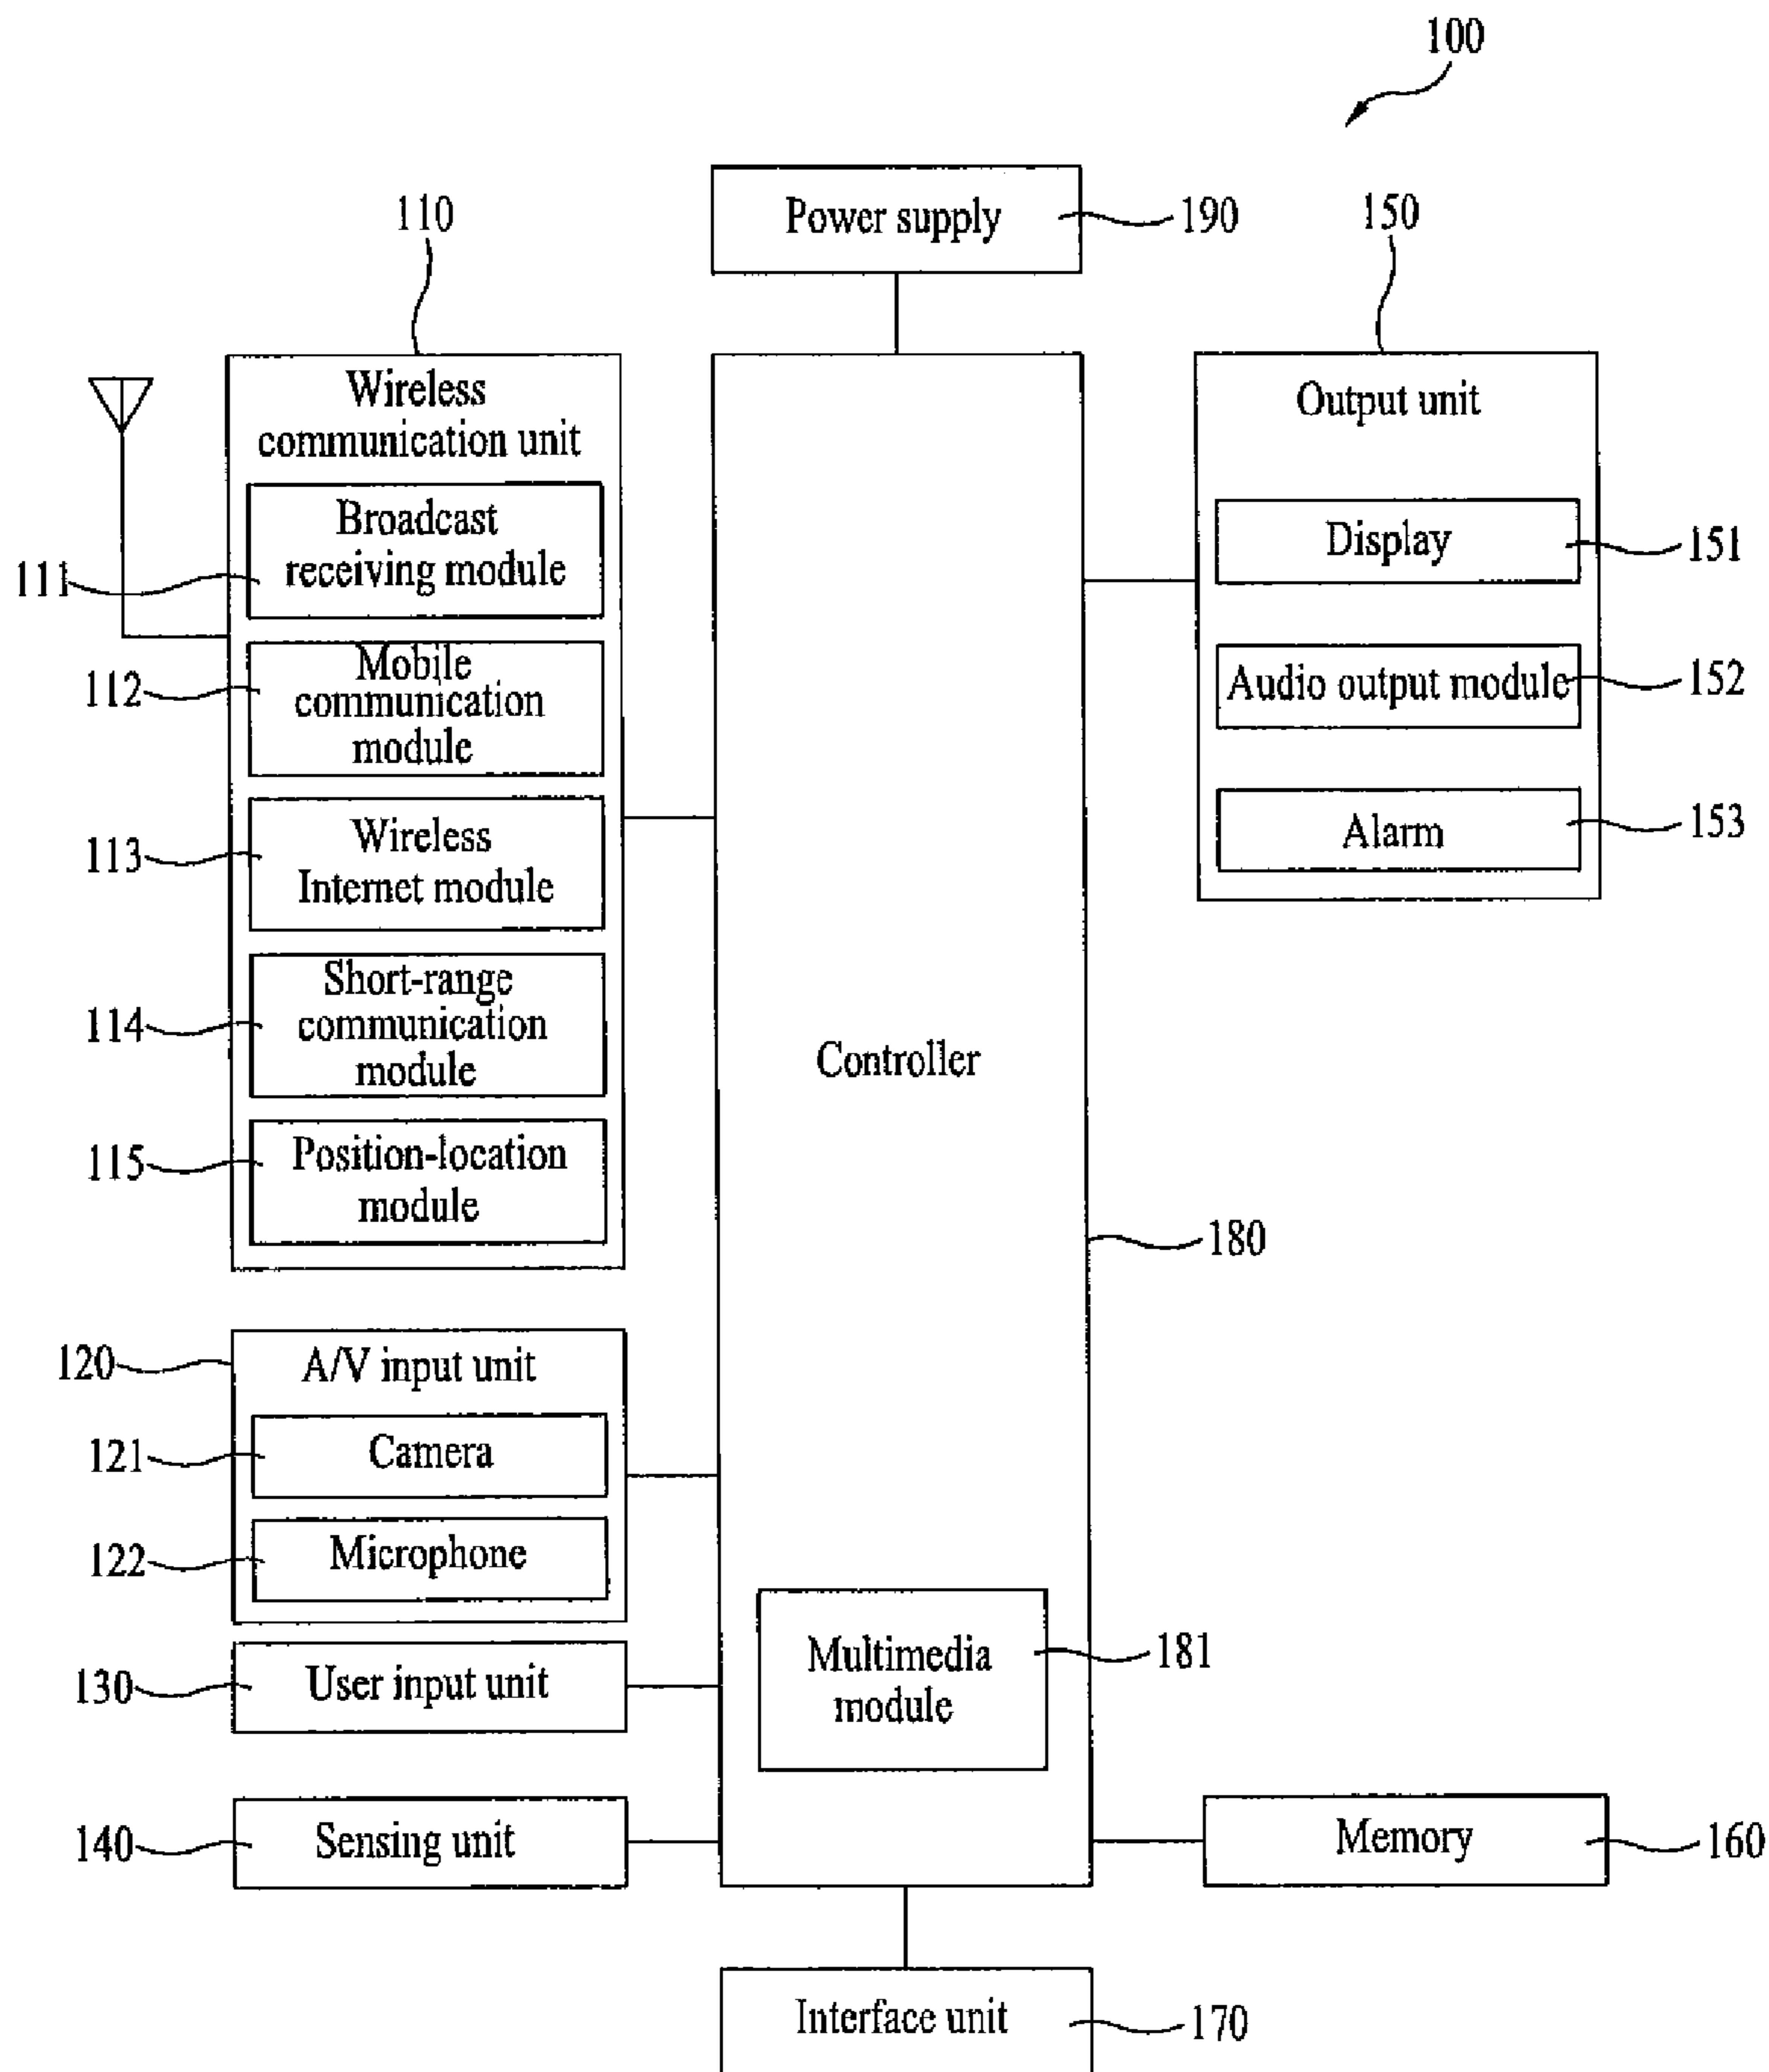 100
Power supply
190
110
150
Wireless
communication unit
Broadcast
receiving module
111
Mobile
communication
module
112
Wireless
Internet module
113
Short-range
communication
module
114
Position-location
module
115
Output unit
Display
151
Audio output module
152
Alarm
153
Controller
180
120
A/V input unit
121
Camera
122
Microphone
Multimedia
module
181
130
User input unit
140
Sensing unit
Memory
160
Interface unit
170